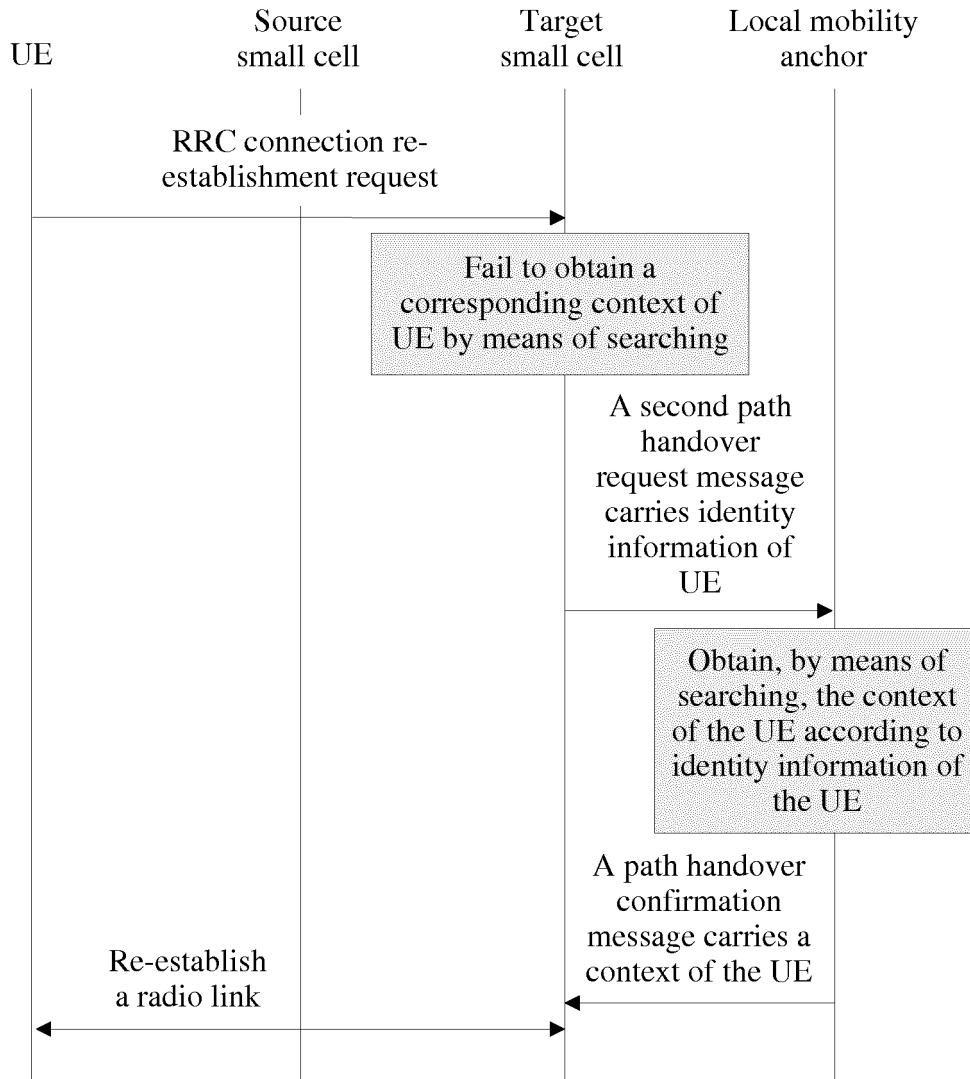 UE
Source
small cell
Target
small cell
Local mobility
anchor
RRC connection re-
establishment request
Fail to obtain a
corresponding context of
UE by means of searching
A second path
handover
request message
carries identity
information of
UE
Obtain, by means of
searching, the context
of the UE according to
identity information of
the UE
A path handover
confirmation
message carries a
context of the UE
Re-establish
a radio link